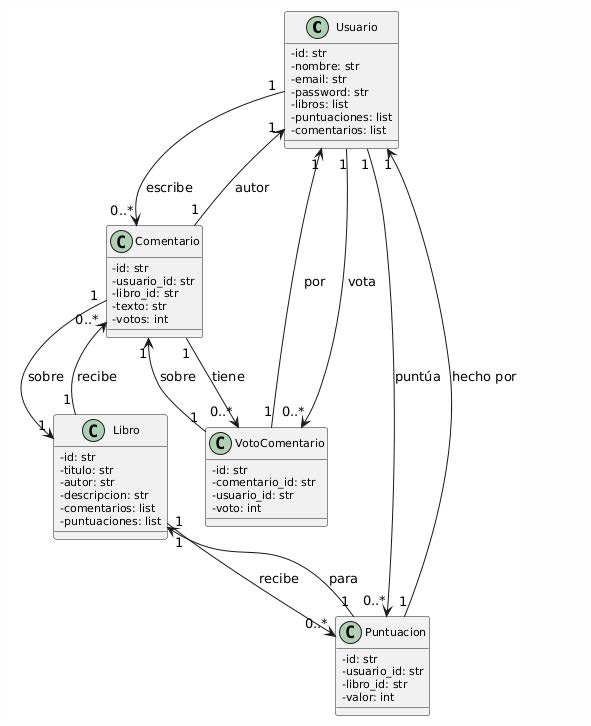 C Usuario
-id: str
-nombre: str
-email: str
-password: str
-libros: list
-puntuaciones: list
-comentarios: list
1
1
1
1
1
1
escribe
autor
0..*
1
C Comentario
-id: str
-usuario_id: str
-libro_id: str
-texto: str
-votos: int
por
vota
1
0..*
1
1
sobre
recibe
sobre
tiene
puntúa
hecho por
1
1
1
0..*
1
0..*
C Libro
-id: str
-titulo: str
-autor: str
-descripcion: str
-comentarios: list
-puntuaciones: list
C VotoComentario
-id: str
-comentario_id: str
-usuario_id: str
-voto: int
1
1
recibe
para
0..*
1
0..*
1
C Puntuacion
-id: str
-usuario_id: str
-libro_id: str
-valor: int